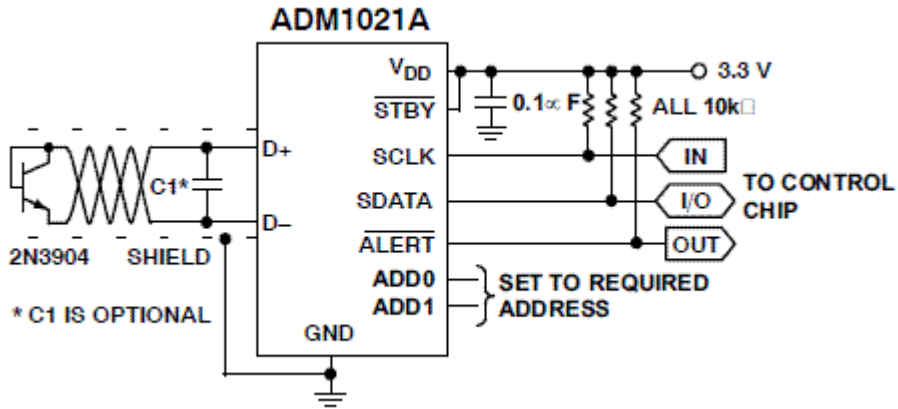 ADM1021A
VDD
STBY
SCLK
SDATA
ALERT
ADD0
ADD1
GND
D+
D–
C1*
2N3904
SHIELD
* C1 IS OPTIONAL
0.1∝ F
3.3 V
ALL 10k□
IN
I/O
OUT
TO CONTROL
CHIP
SET TO REQUIRED
ADDRESS